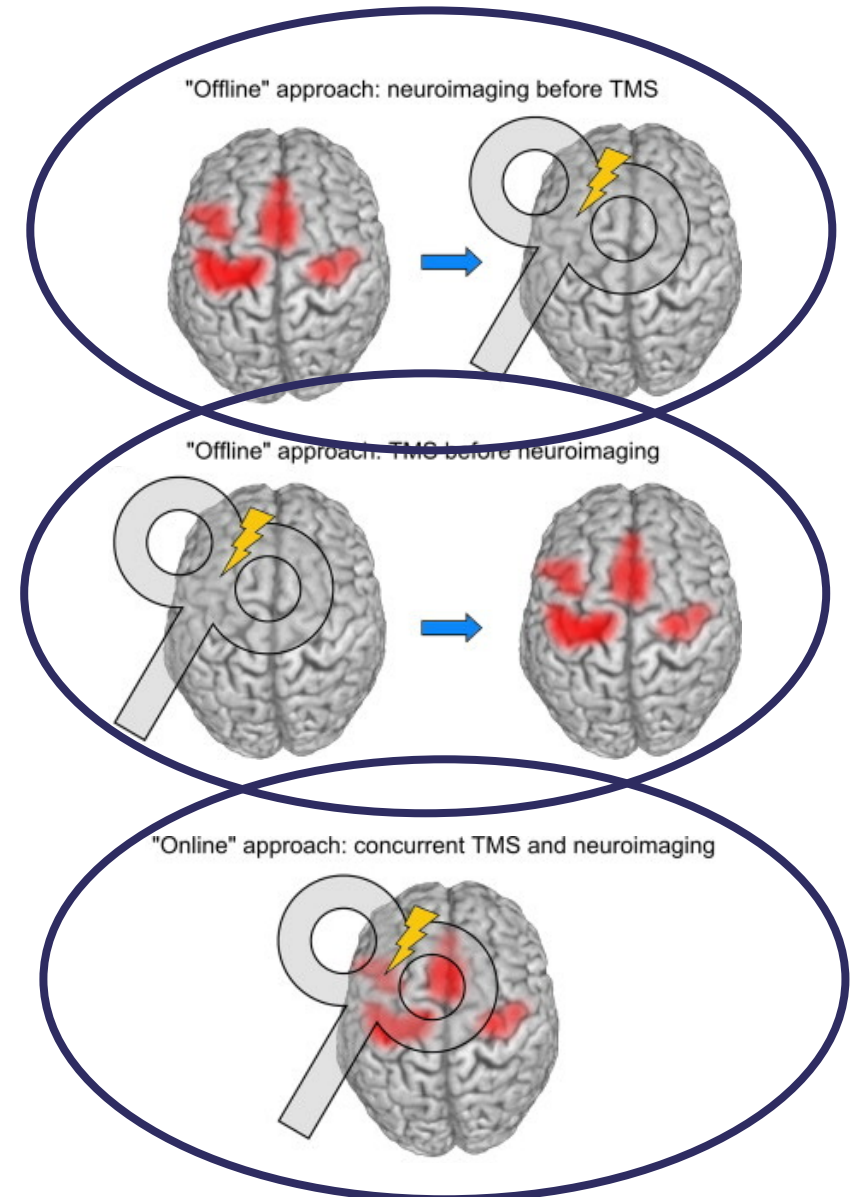 "Offline" approach: neuroimaging before TMS
"Offline" approach: TMS before neuroimaging
"Online" approach: concurrent TMS and neuroimaging